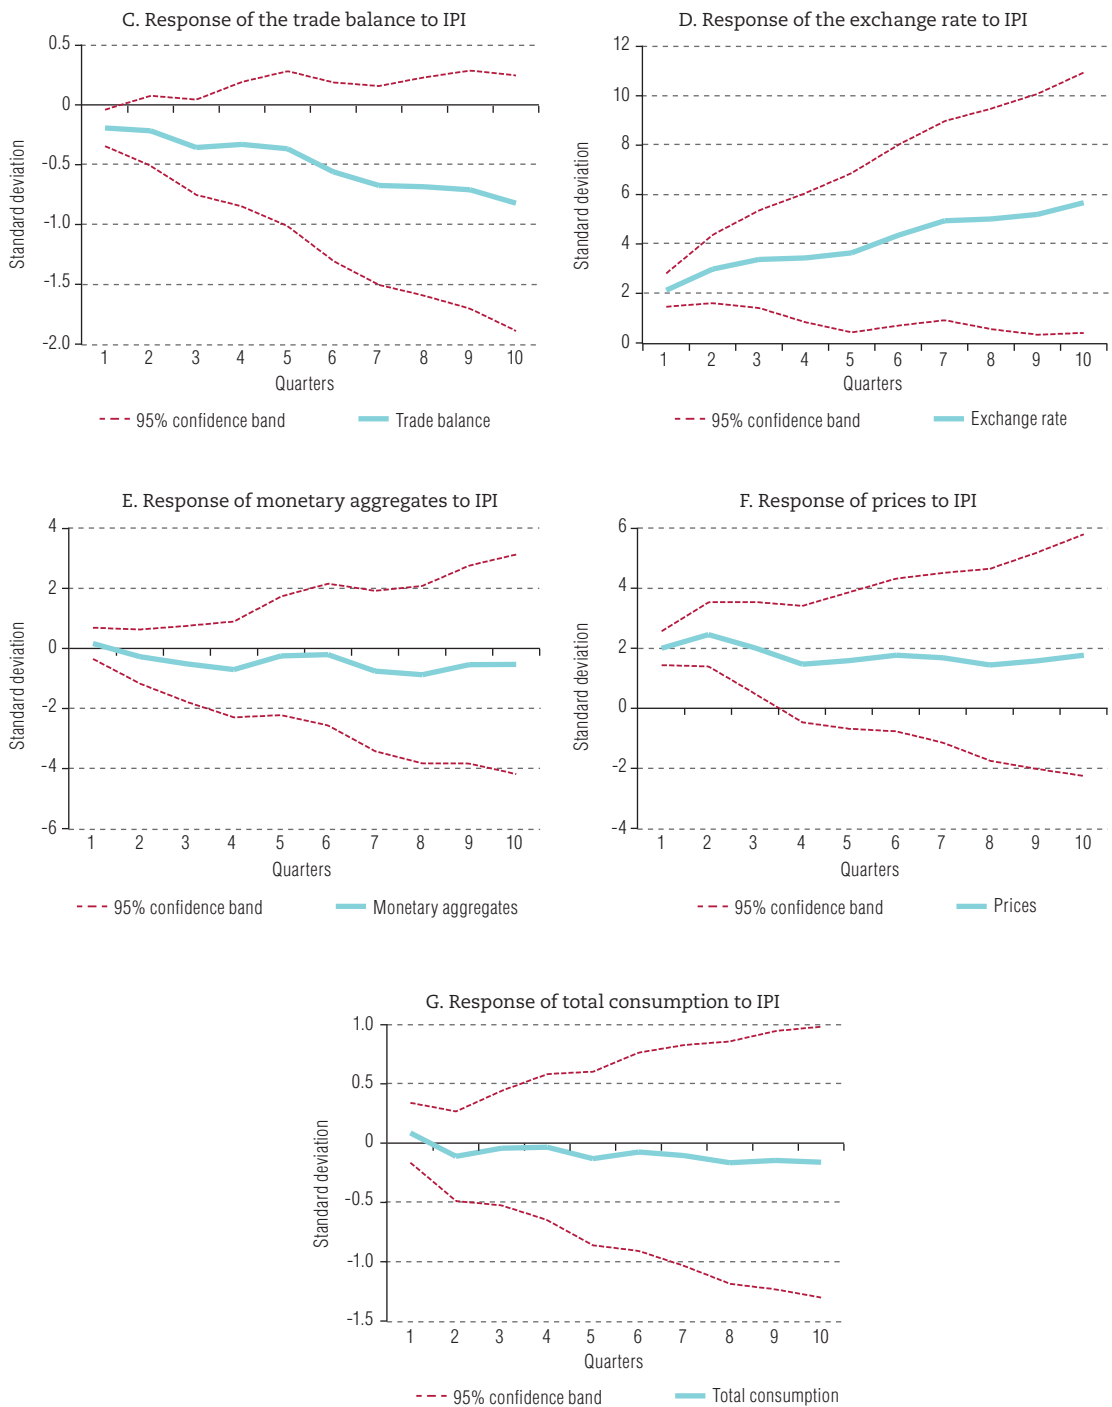 C. Response of the trade balance to IPI
0.5
0
-0.5
-1.0
-1.5
-2.0
Standard deviation
1 2 3 4 5 6 7 8 9 10
Quarters
95% confidence band Trade balance
D. Response of the exchange rate to IPI
12
10
8
6
4
2
0
Standard deviation
1 2 3 4 5 6 7 8 9 10
Quarters
95% confidence band Exchange rate
E. Response of monetary aggregates to IPI
4
2
0
-2
-4
-6
Standard deviation
1 2 3 4 5 6 7 8 9 10
Quarters
95% confidence band Monetary aggregates
F. Response of prices to IPI
6
4
2
0
-2
-4
Standard deviation
1 2 3 4 5 6 7 8 9 10
Quarters
95% confidence band Prices
G. Response of total consumption to IPI
1.0
0.5
0
-0.5
-1.0
-1.5
Standard deviation
1 2 3 4 5 6 7 8 9 10
Quarters
95% confidence band Total consumption